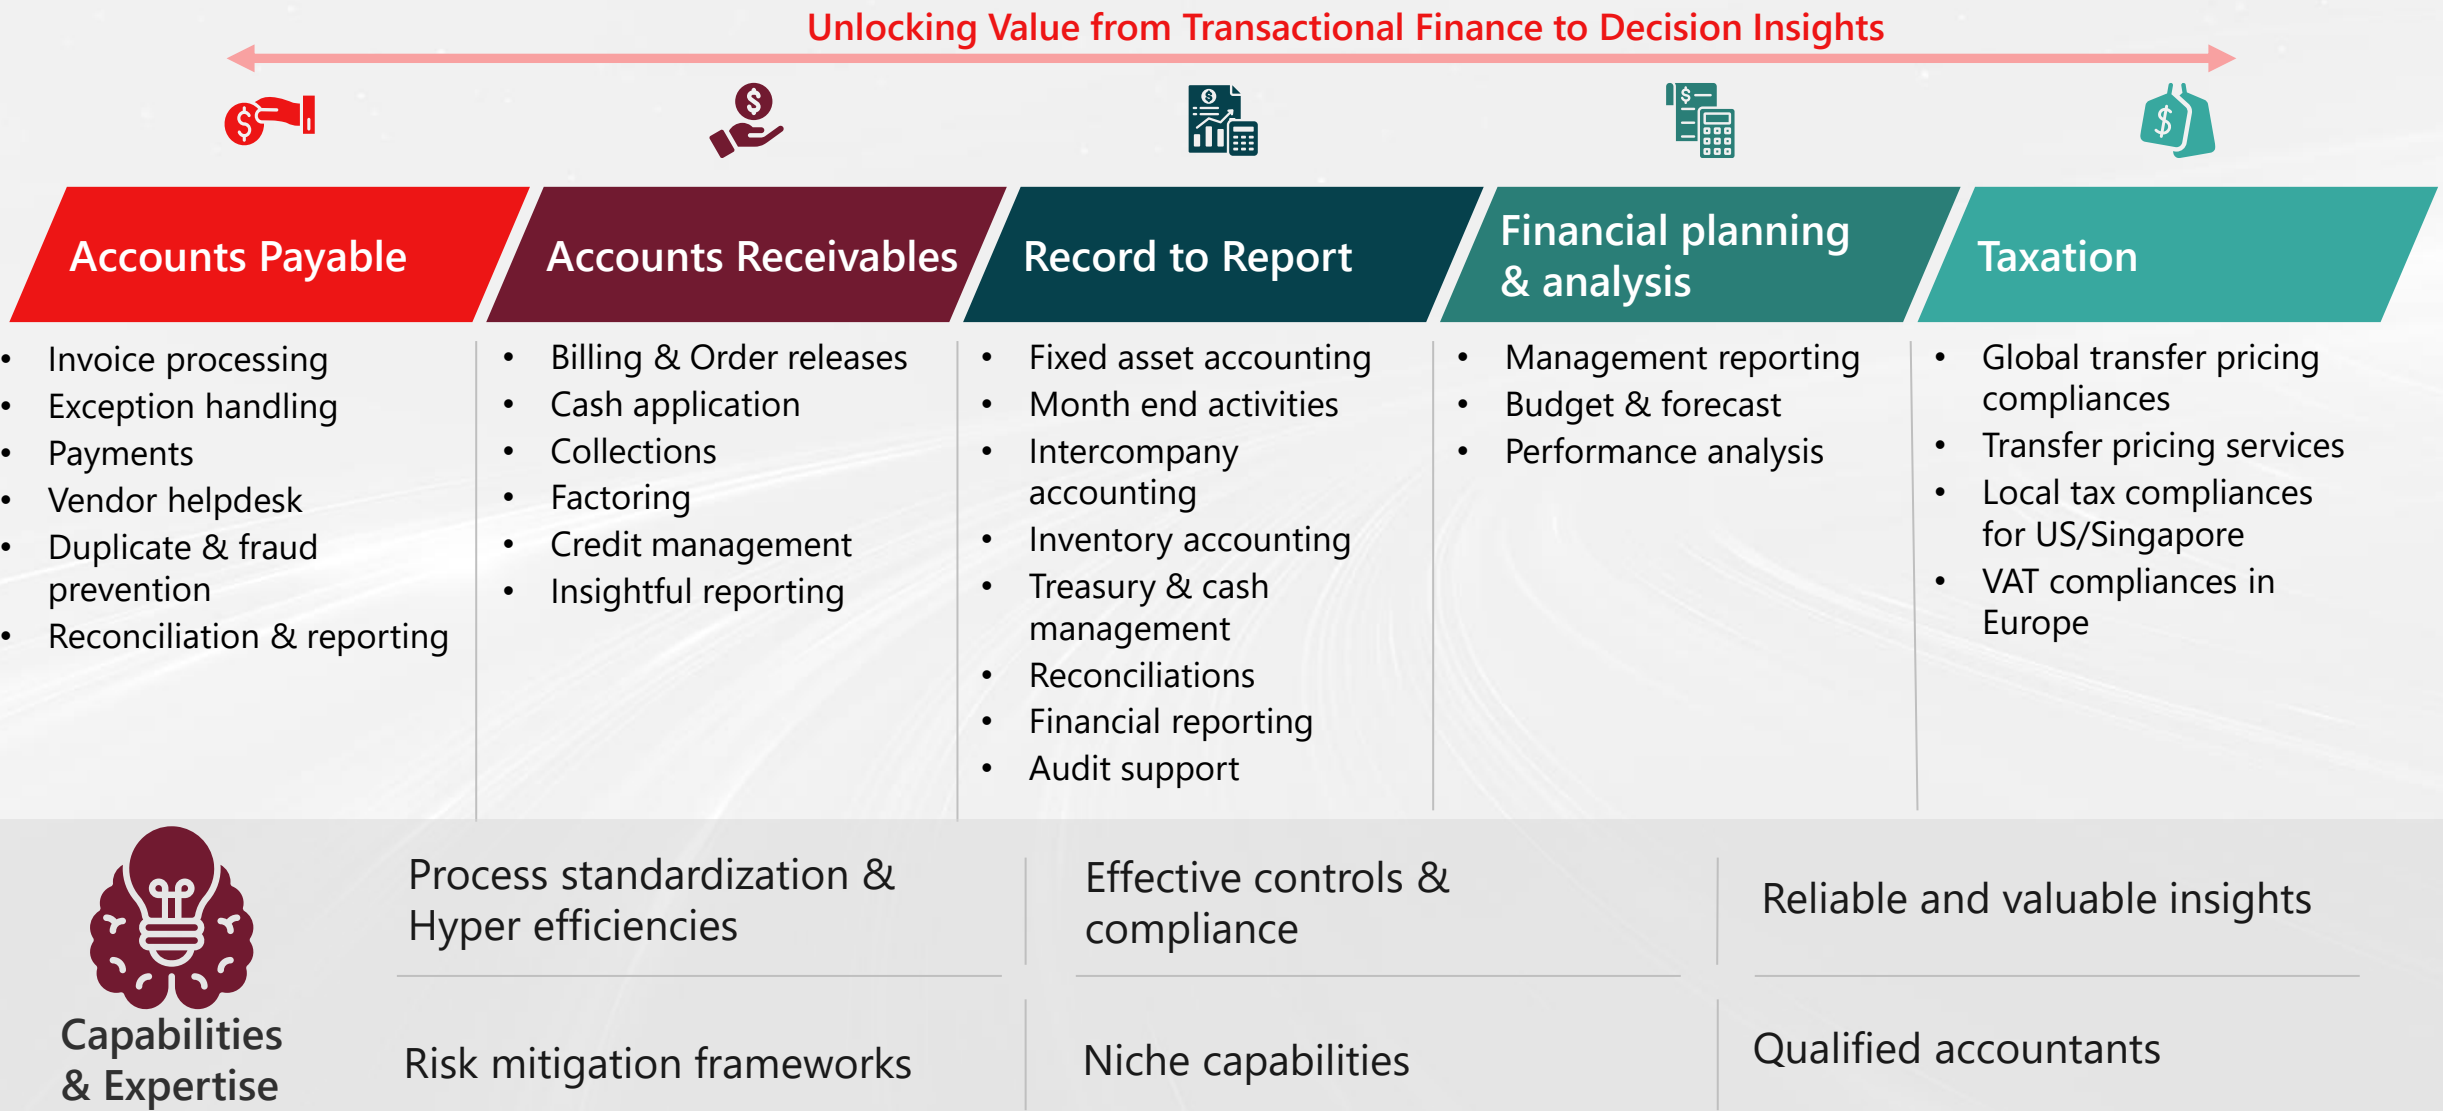 Unlocking Value from Transactional Finance to Decision Insights
Accounts Payable
• Invoice processing
• Exception handling
• Payments
• Vendor helpdesk
• Duplicate & fraud
prevention
• Reconciliation & reporting
Accounts Receivables
• Billing & Order releases
• Cash application
• Collections
• Factoring
• Credit management
• Insightful reporting
Record to Report
• Fixed asset accounting
• Month end activities
• Intercompany
accounting
• Inventory accounting
• Treasury & cash
management
• Reconciliations
• Financial reporting
• Audit support
Financial planning
& analysis
• Management reporting
• Budget & forecast
• Performance analysis
Taxation
• Global transfer pricing
compliances
• Transfer pricing services
• Local tax compliances
for US/Singapore
• VAT compliances in
Europe
Capabilities
& Expertise
Process standardization &
Hyper efficiencies
Effective controls &
compliance
Reliable and valuable insights
Risk mitigation frameworks
Niche capabilities
Qualified accountants